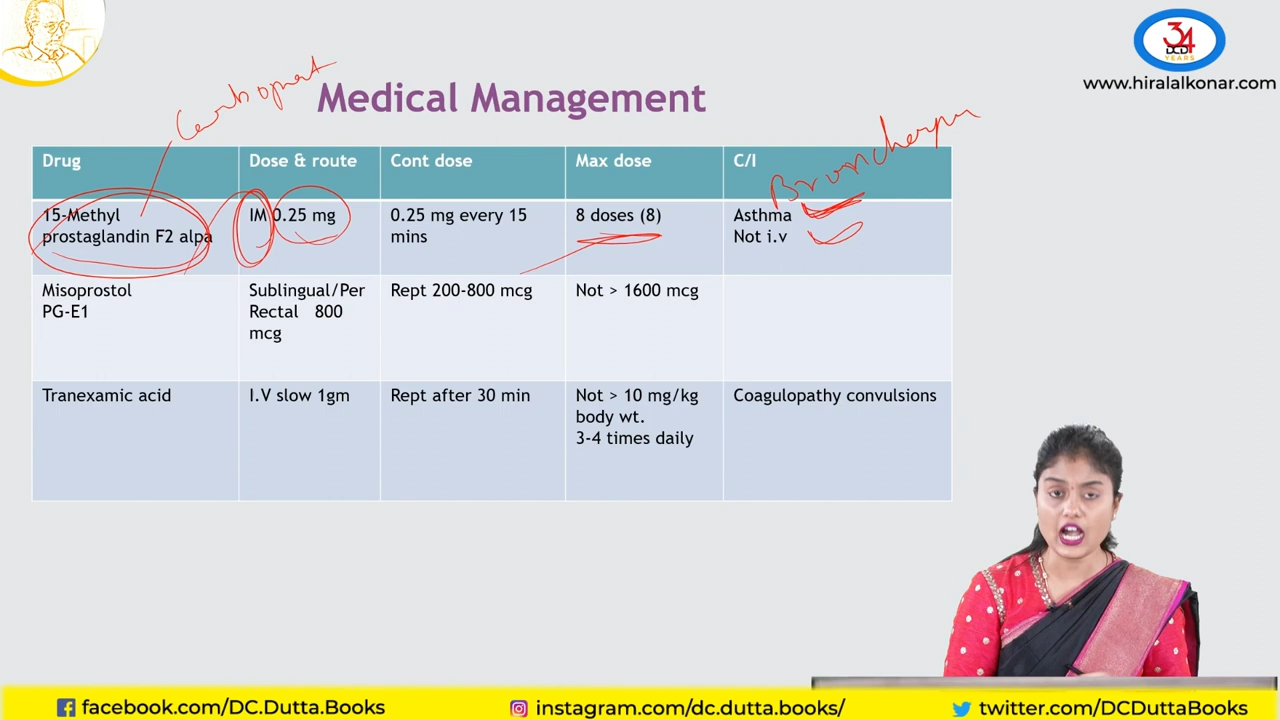 34
DCD
YEARS
www.hiralalkonar.com
Medical Management
Drug
Dose & route
Cont dose
Max dose
C/I
15-Methyl
prostaglandin F2 alpa
IM 0.25 mg
0.25 mg every 15
mins
8 doses (8)
Asthma
Not i.v
Misoprostol
PG-E1
Sublingual/Per
Rectal 800
mcg
Rept 200-800 mcg
Not > 1600 mcg
Tranexamic acid
I.V slow 1gm
Rept after 30 min
Not > 10 mg/kg
body wt.
3-4 times daily
Coagulopathy convulsions
facebook.com/DC.Dutta.Books
instagram.com/dc.dutta.books/
twitter.com/DCDuttaBooks